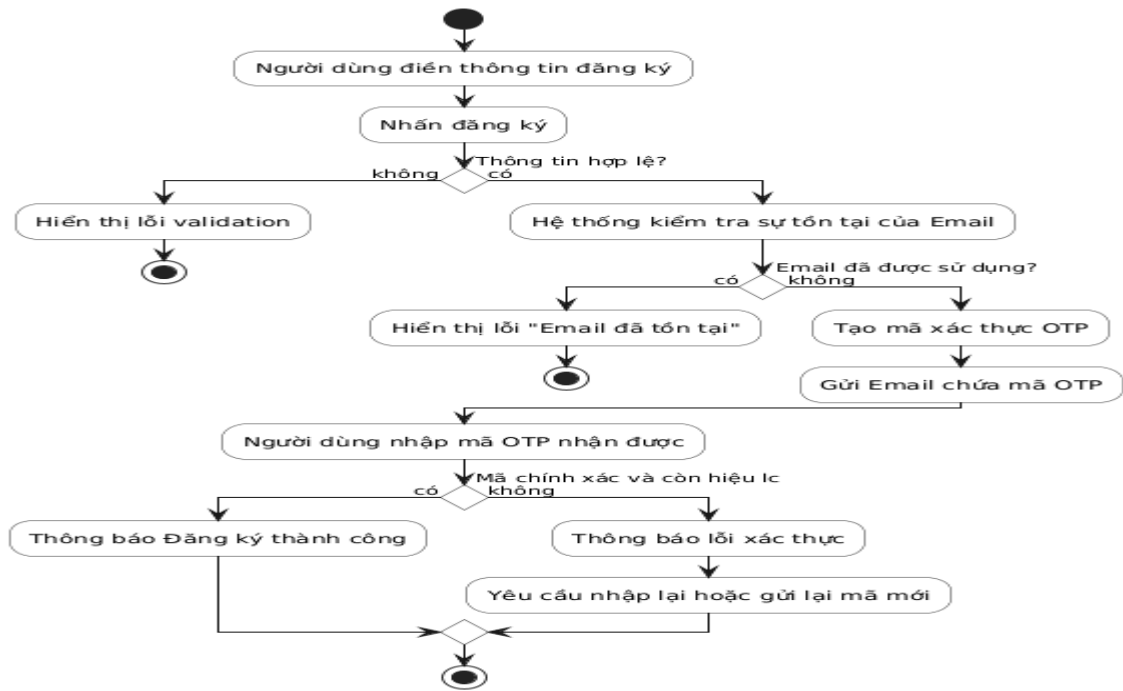 Người dùng điền thông tin đăng ký
Nhấn đăng ký
Thông tin hợp lệ?
không
có
Hiển thị lỗi validation
Hệ thống kiểm tra sự tồn tại của Email
Email đã được sử dụng?
có
không
Hiển thị lỗi "Email đã tồn tại"
Tạo mã xác thực OTP
Gửi Email chứa mã OTP
Người dùng nhập mã OTP nhận được
Mã chính xác và còn hiệu lc
có
không
Thông báo Đăng ký thành công
Thông báo lỗi xác thực
Yêu cầu nhập lại hoặc gửi lại mã mới